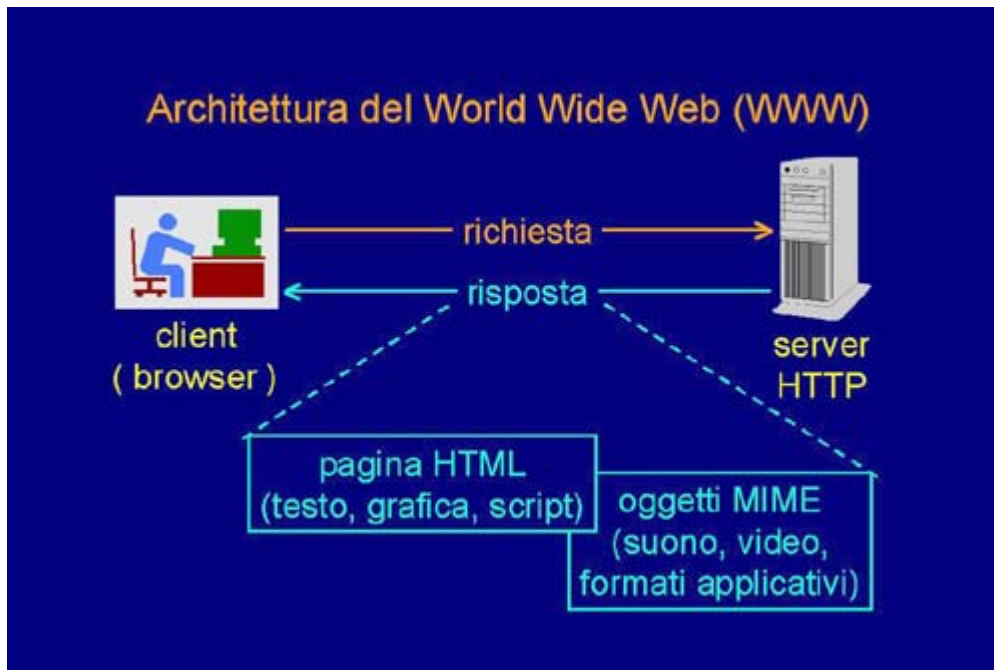 Architettura del World Wide Web (WWW)
richiesta
risposta
client
( browser )
server
HTTP
pagina HTML
(testo, grafica, script)
oggetti MIME
(suono, video,
formati applicativi)